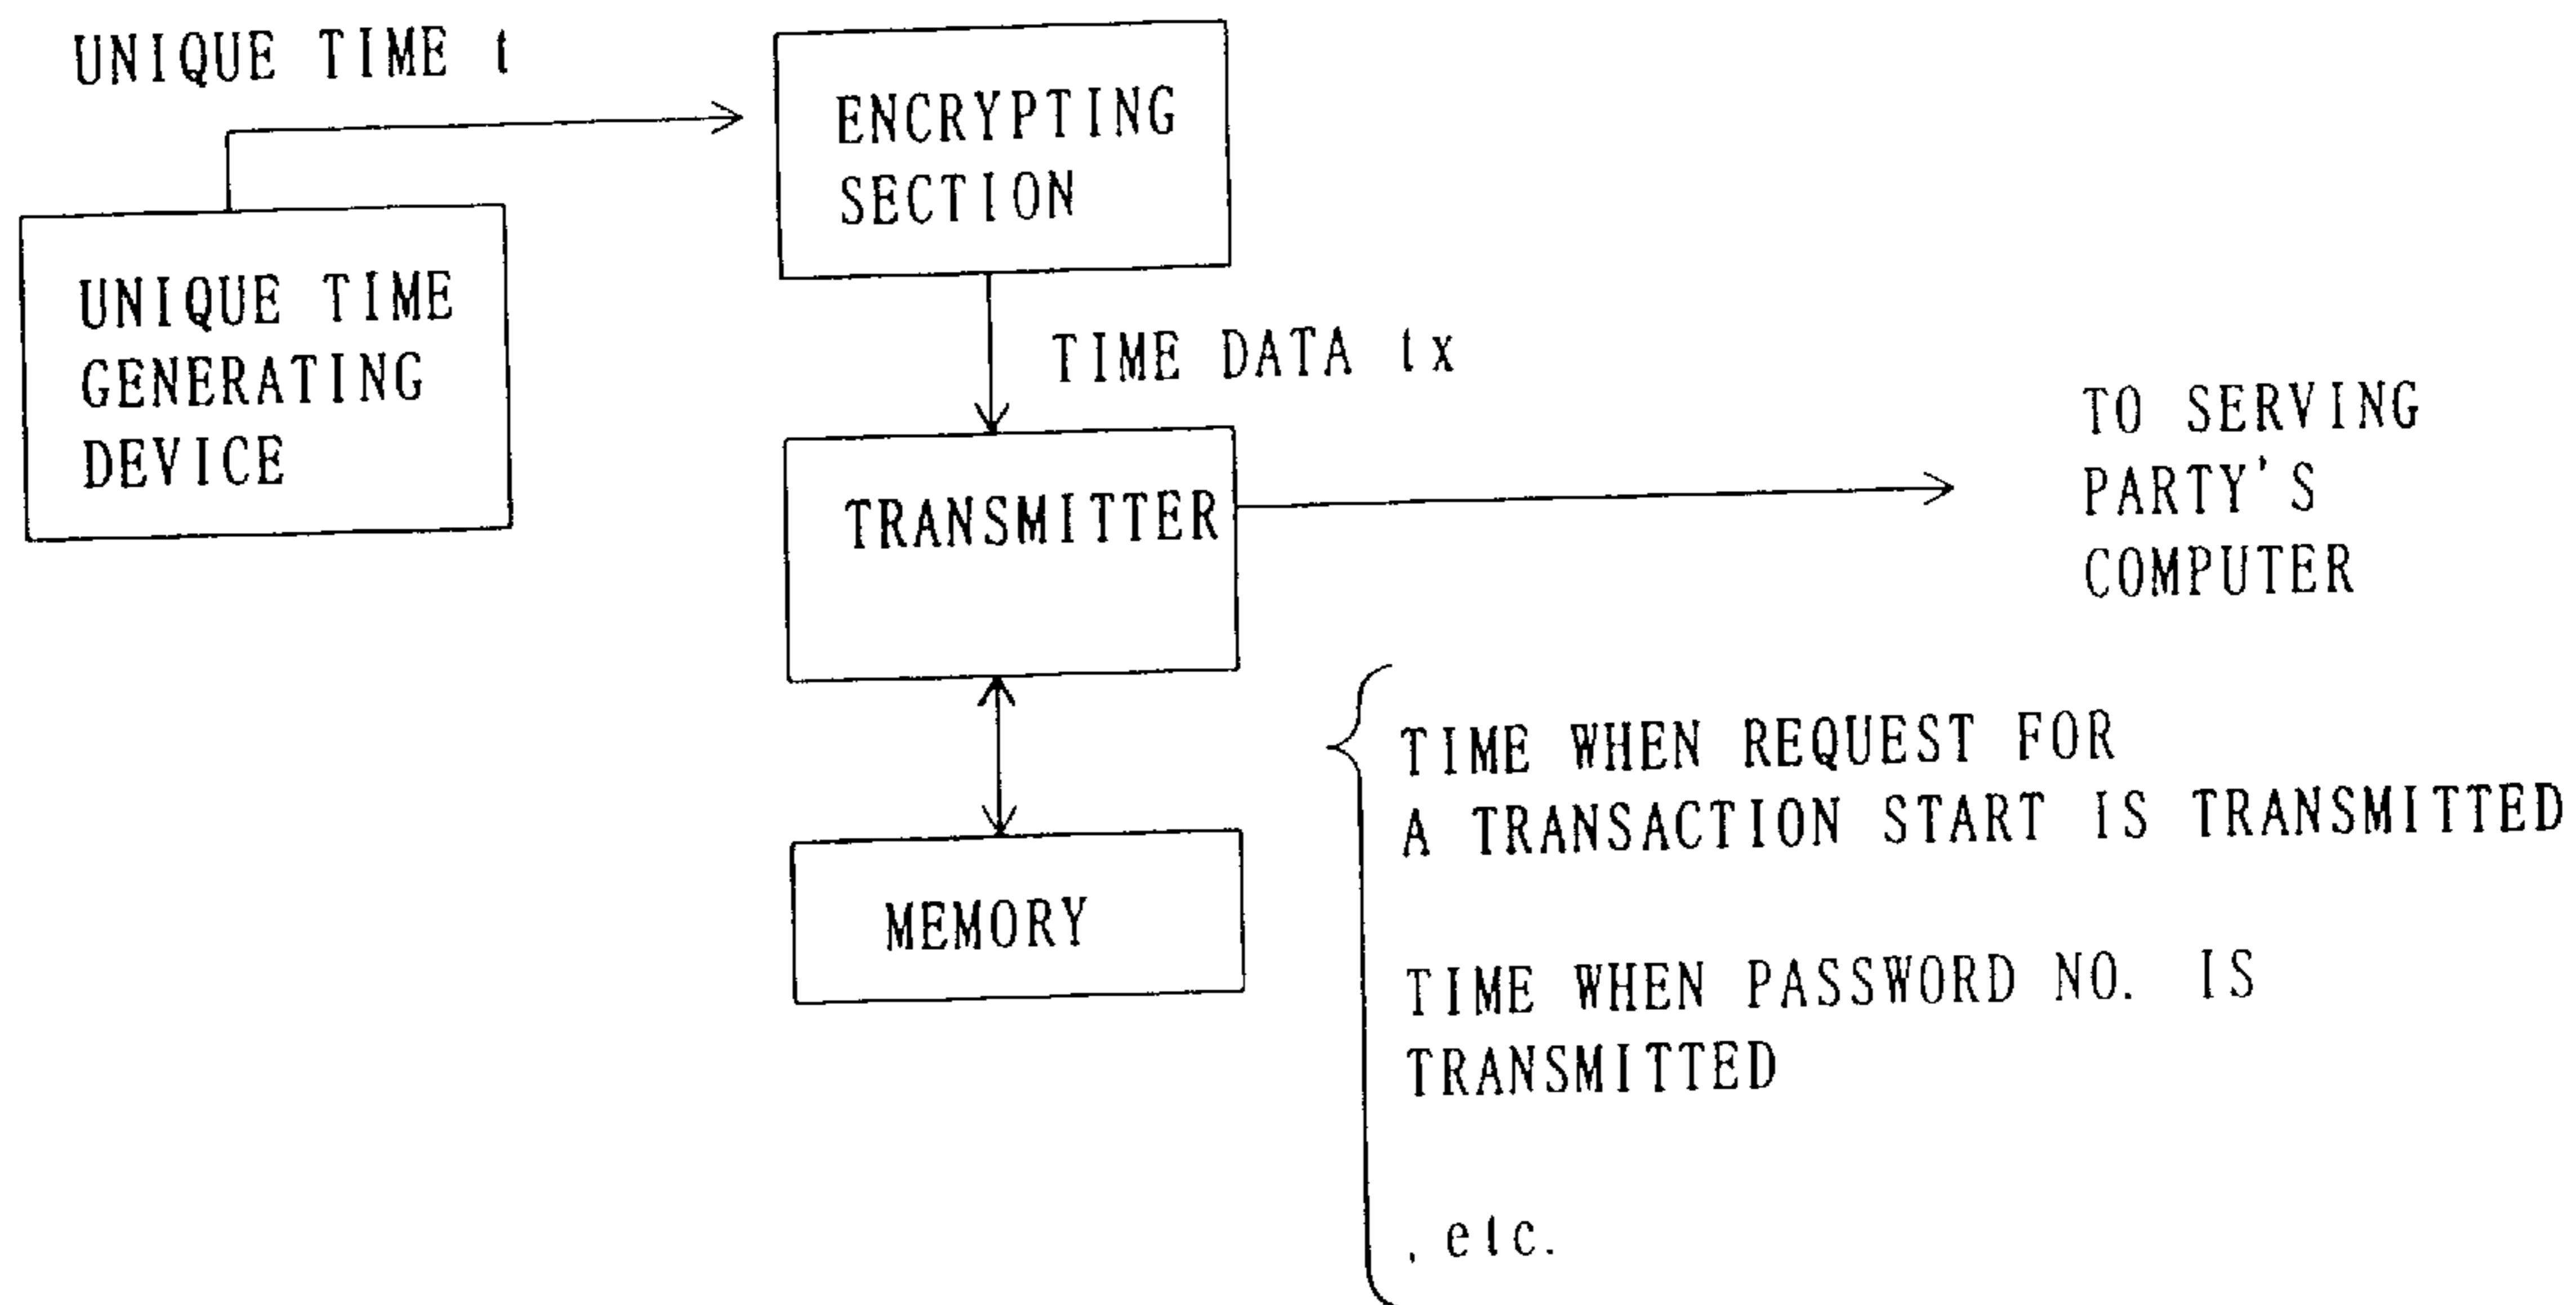 UNIQUE TIME t
ENCRYPTING
SECTION
UNIQUE TIME
GENERATING
DEVICE
TIME DATA tx
TRANSMITTER
TO SERVING
PARTY'S
COMPUTER
MEMORY
TIME WHEN REQUEST FOR
A TRANSACTION START IS TRANSMITTED
TIME WHEN PASSWORD NO. IS
TRANSMITTED
, etc.